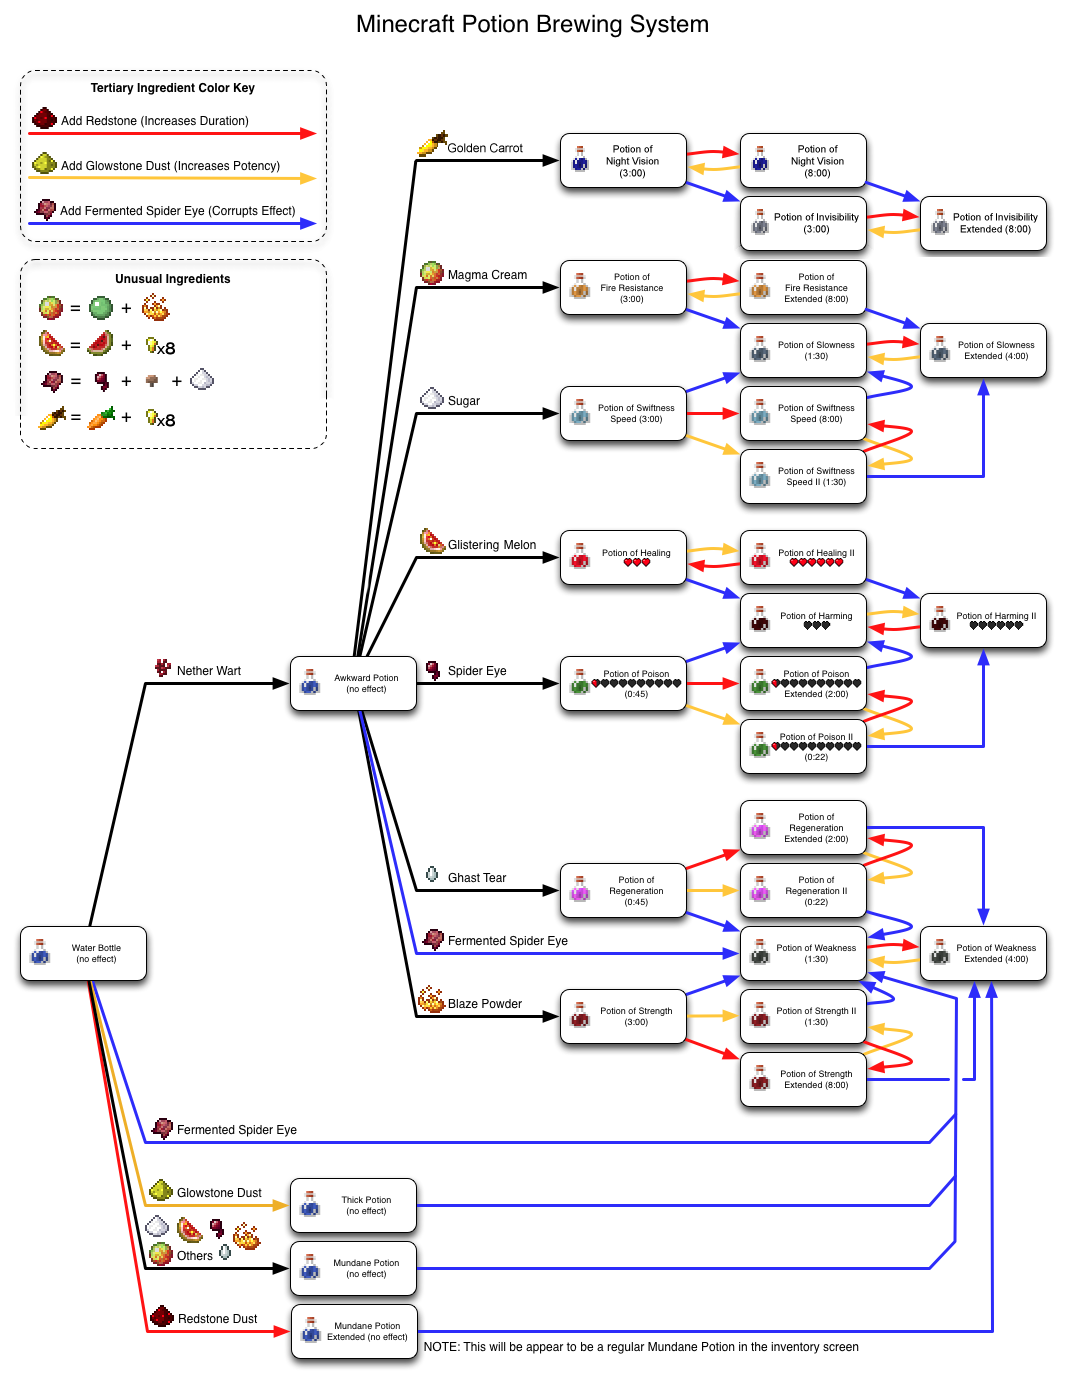 Minecraft Potion Brewing System
Tertiary Ingredient Color Key
Add Redstone (Increases Duration)
Add Glowstone Dust (Increases Potency)
Add Fermented Spider Eye (Corrupts Effect)
Unusual Ingredients
= +
= + x8
= + +
= + x8
Golden Carrot
Potion of
Night Vision
(3:00)
Potion of
Night Vision
(8:00)
Potion of Invisibility
(3:00)
Potion of Invisibility
Extended (8:00)
Magma Cream
Potion of
Fire Resistance
(3:00)
Potion of
Fire Resistance
Extended (8:00)
Potion of Slowness
(1:30)
Potion of Slowness
Extended (4:00)
Sugar
Potion of Swiftness
Speed (3:00)
Potion of Swiftness
Speed (8:00)
Potion of Swiftness
Speed II (1:30)
Glistering Melon
Potion of Healing
Potion of Healing II
Potion of Harming
Potion of Harming II
Nether Wart
Awkward Potion
(no effect)
Spider Eye
Potion of Poison
(0:45)
Potion of Poison
Extended (2:00)
Potion of Poison II
(0:22)
Ghast Tear
Potion of
Regeneration
(0:45)
Potion of
Regeneration
Extended (2:00)
Potion of
Regeneration II
(0:22)
Water Bottle
(no effect)
Fermented Spider Eye
Potion of Weakness
(1:30)
Potion of Weakness
Extended (4:00)
Blaze Powder
Potion of Strength
(3:00)
Potion of Strength II
(1:30)
Potion of Strength
Extended (8:00)
Fermented Spider Eye
Glowstone Dust
Thick Potion
(no effect)
Others
Mundane Potion
(no effect)
Redstone Dust
Mundane Potion
Extended (no effect)
NOTE: This will be appear to be a regular Mundane Potion in the inventory screen